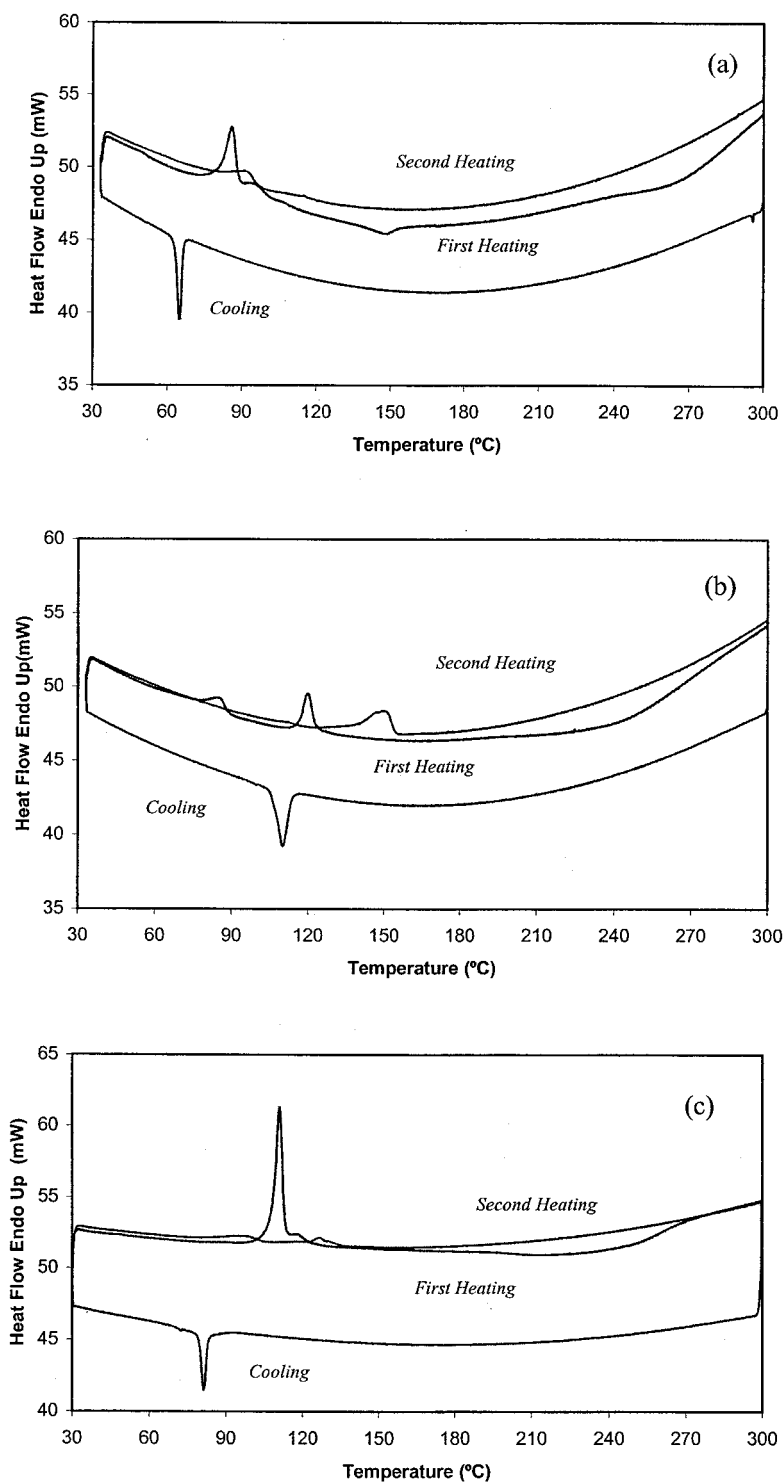 60
(a)
55
Second Heating
50
First Heating
45
Cooling
40
35
30 60 90 120 150 180 210 240 270 300
Temperature (ºC)
Heat Flow Endo Up (mW)
60
(b)
55
Second Heating
50
First Heating
45
Cooling
40
35
30 60 90 120 150 180 210 240 270 300
Temperature (ºC)
Heat Flow Endo Up(mW)
65
(c)
60
Second Heating
55
50
First Heating
45
Cooling
40
30 60 90 120 150 180 210 240 270 300
Temperature (ºC)
Heat Flow Endo Up (mW)